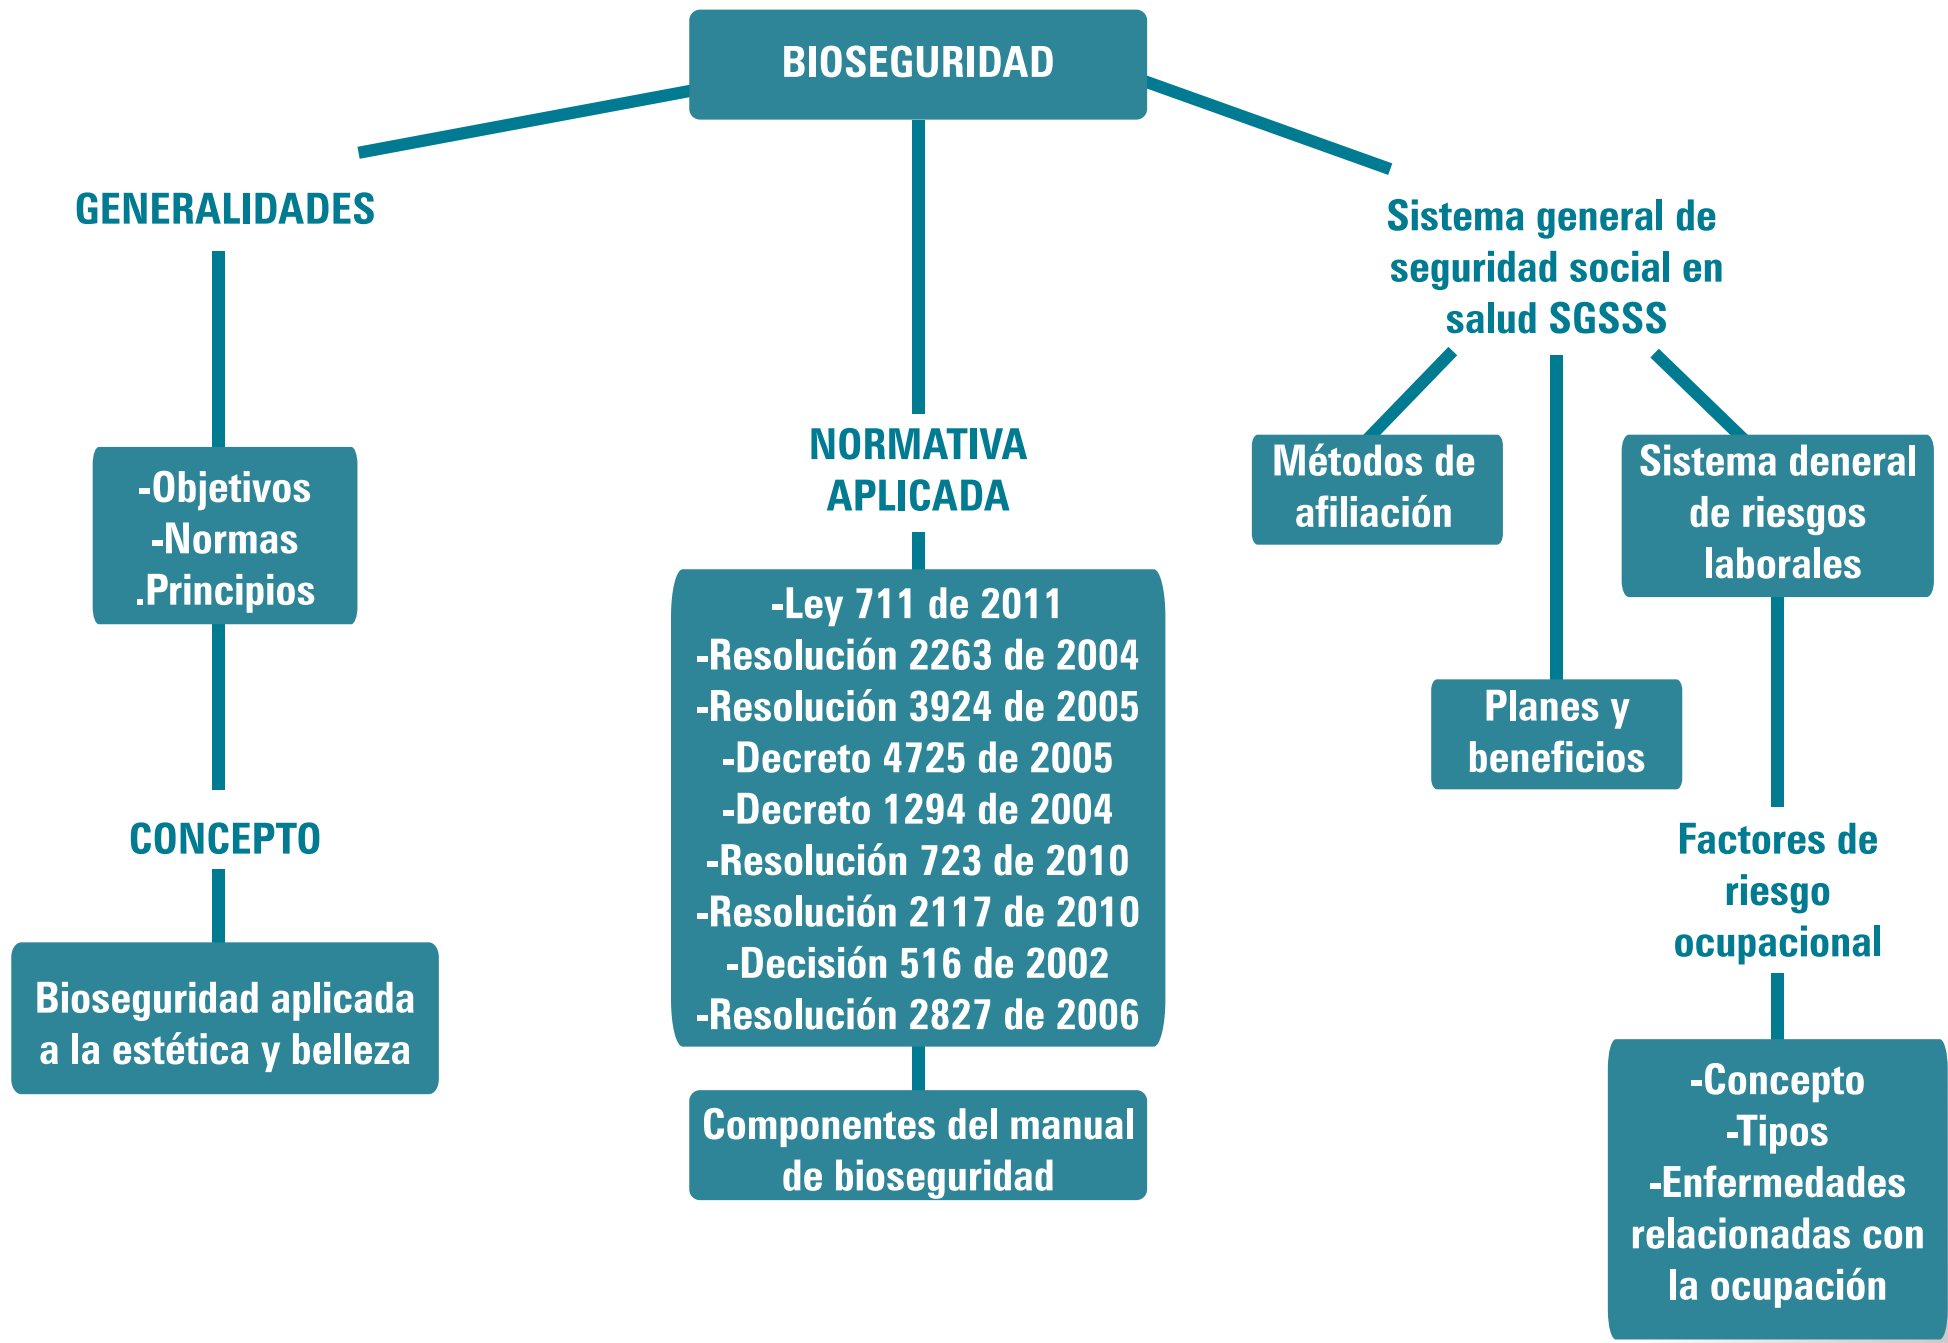 BIOSEGURIDAD
GENERALIDADES
-Objetivos
-Normas
.Principios
CONCEPTO
Bioseguridad aplicada
a la estética y belleza
NORMATIVA
APLICADA
-Ley 711 de 2011
-Resolución 2263 de 2004
-Resolución 3924 de 2005
-Decreto 4725 de 2005
-Decreto 1294 de 2004
-Resolución 723 de 2010
-Resolución 2117 de 2010
-Decisión 516 de 2002
-Resolución 2827 de 2006
Componentes del manual
de bioseguridad
Sistema general de
seguridad social en
salud SGSSS
Métodos de
afiliación
Planes y
beneficios
Sistema deneral
de riesgos
laborales
Factores de
riesgo
ocupacional
-Concepto
-Tipos
-Enfermedades
relacionadas con
la ocupación